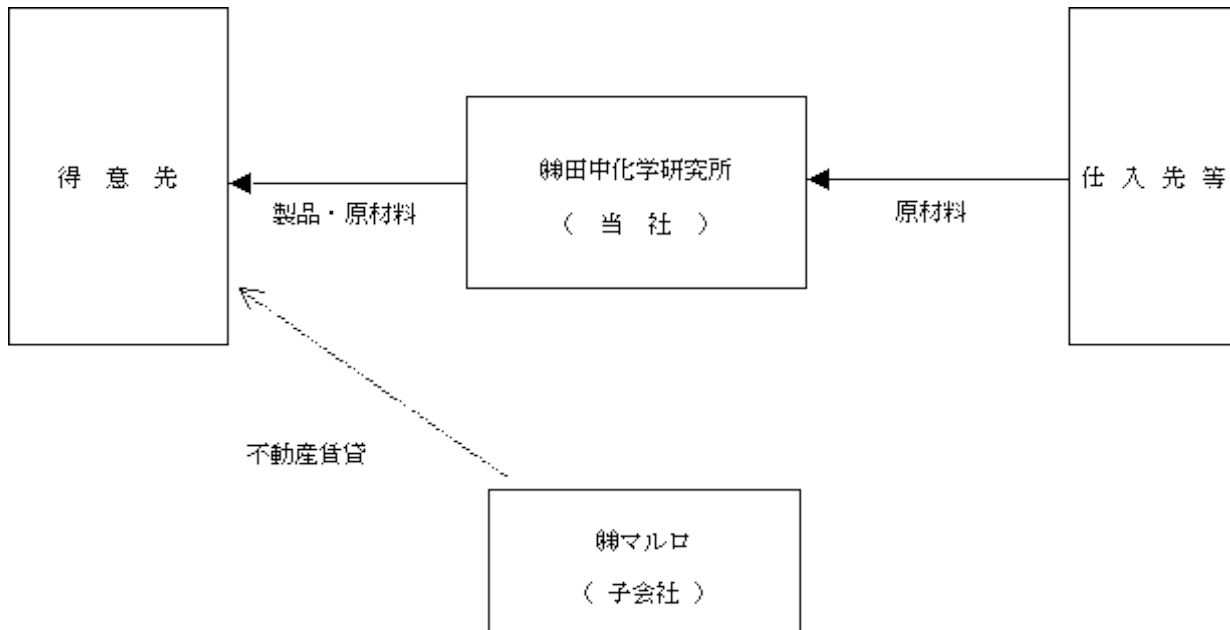 得意先
㈱田中化学研究所
（当社）
仕入先等
製品・原材料
原材料
不動産賃貸
㈱マルロ
（子会社）